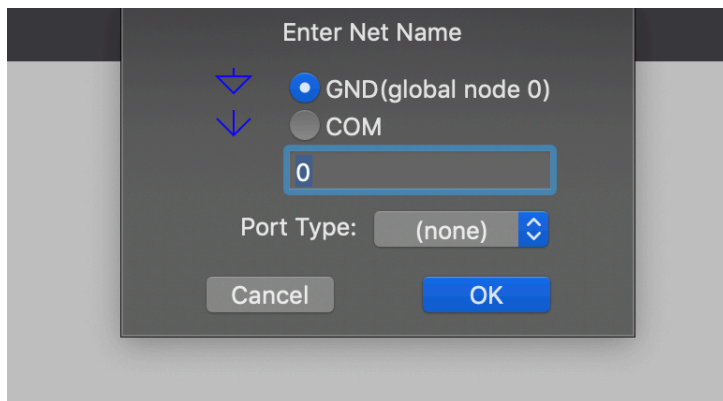 Enter Net Name
GND(global node 0)
COM
0
Port Type: (none)
Cancel OK